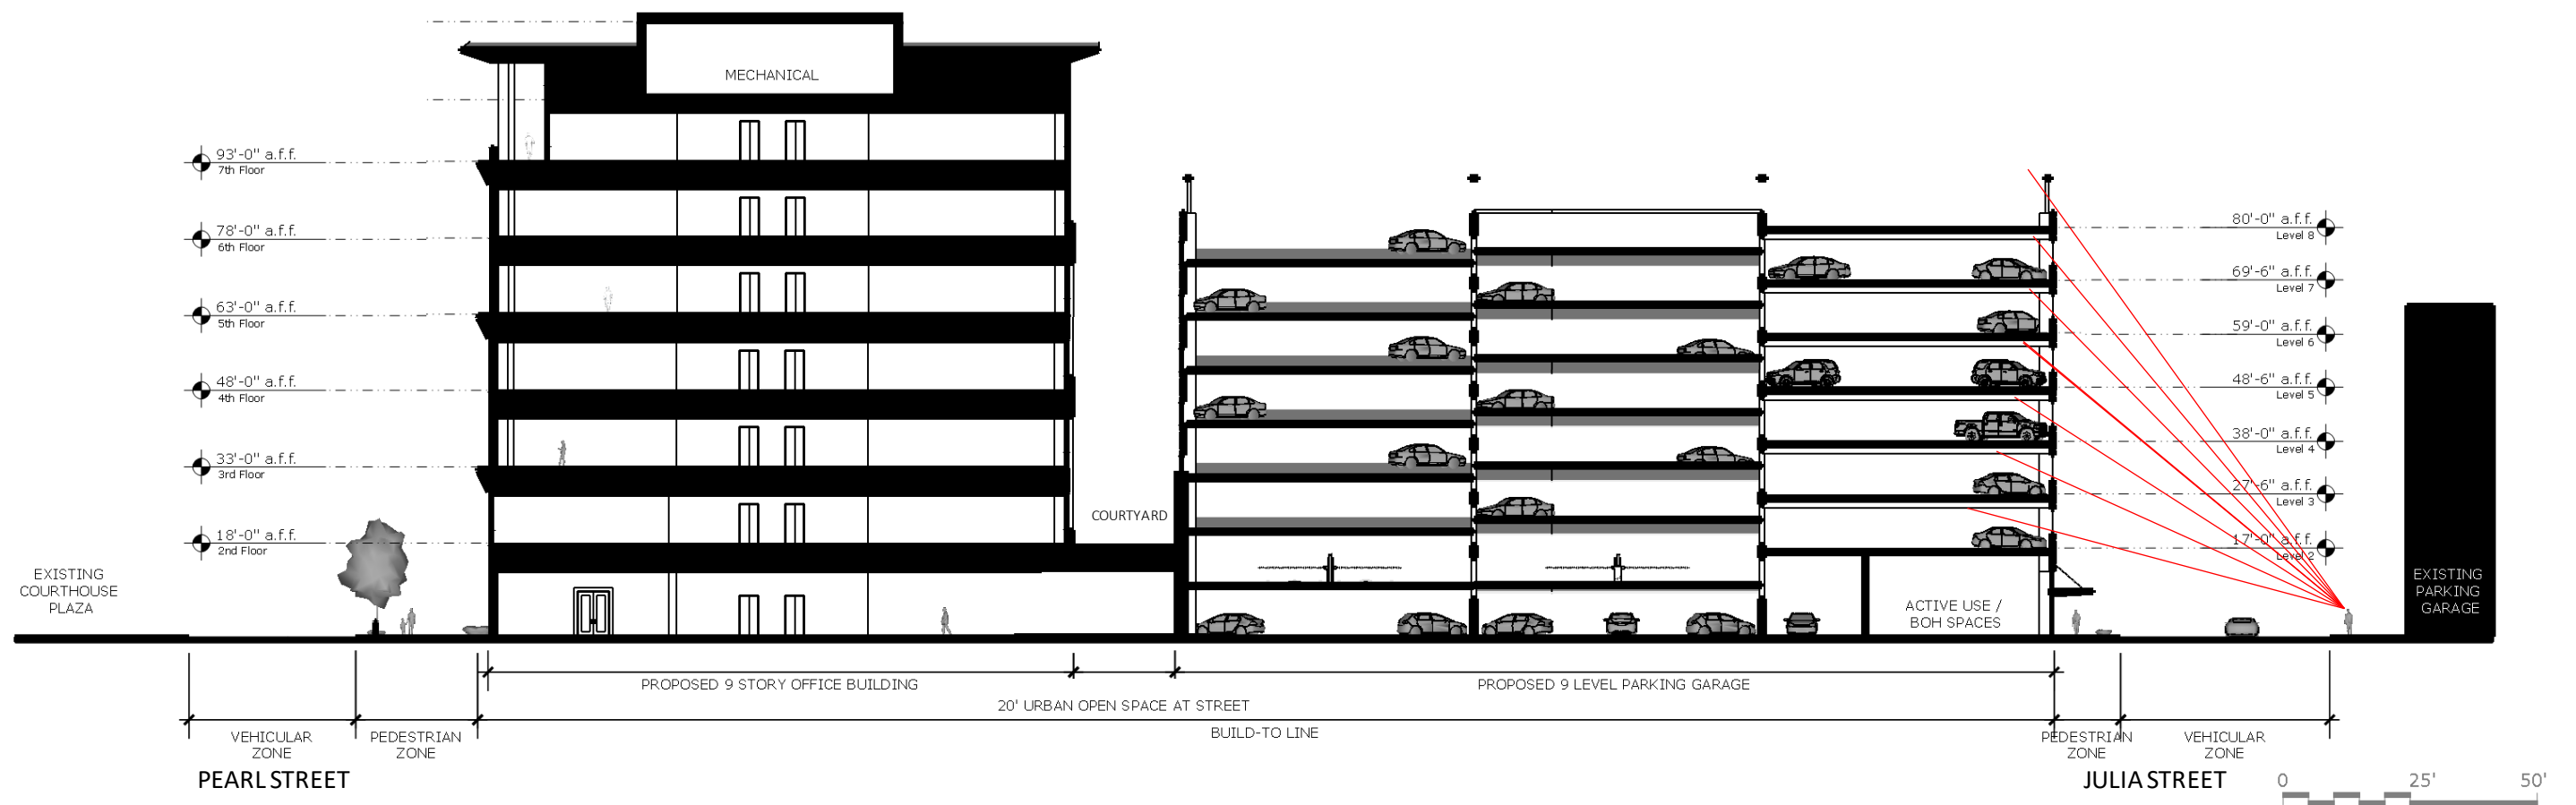 MECHANICAL
93'-0" a.f.f.
7th Floor
78'-0" a.f.f.
6th Floor
63'-0" a.f.f.
5th Floor
48'-0" a.f.f.
4th Floor
33'-0" a.f.f.
3rd Floor
18'-0" a.f.f.
2nd Floor
EXISTING
COURTHOUSE
PLAZA
COURTYARD
ACTIVE USE /
BOH SPACES
80'-0" a.f.f.
Level 8
69'-6" a.f.f.
Level 7
59'-0" a.f.f.
Level 6
48'-6" a.f.f.
Level 5
38'-0" a.f.f.
Level 4
27'-6" a.f.f.
Level 3
17'-0" a.f.f.
Level 2
EXISTING
PARKING
GARAGE
PROPOSED 9 STORY OFFICE BUILDING
PROPOSED 9 LEVEL PARKING GARAGE
20' URBAN OPEN SPACE AT STREET
BUILD-TO LINE
VEHICULAR
ZONE
PEDESTRIAN
ZONE
PEDESTRIAN
ZONE
VEHICULAR
ZONE
PEARL STREET
JULIA STREET
0 25' 50'